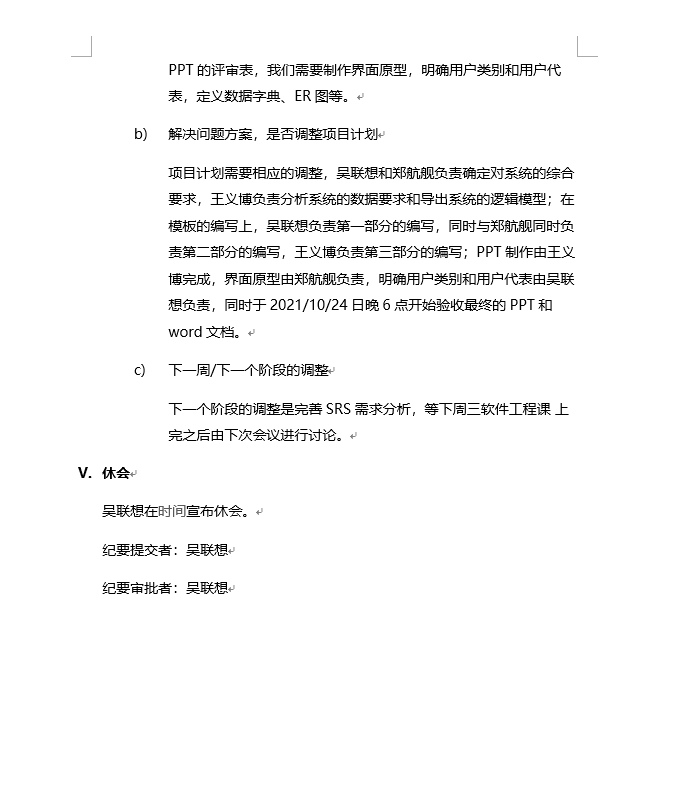 PPT 的评审表，我们需要制作界面原型，明确用户类别和用户代
表，定义数据字典、ER 图等。
b) 解决问题方案，是否调整项目计划
项目计划需要相应的调整，吴联想和郑航舰负责确定对系统的综合
要求，王义博负责分析系统的数据要求和导出系统的逻辑模型；在
模板的编写上，吴联想负责第一部分的编写，同时与郑航舰同时负
责第二部分的编写，王义博负责第三部分的编写；PPT 制作由王义
博完成，界面原型由郑航舰负责，明确用户类别和用户代表由吴联
想负责，同时于 2021/10/24 日晚 6 点开始验收最终的 PPT 和
word 文档。
c) 下一周/下一个阶段的调整
下一个阶段的调整是完善 SRS 需求分析，等下周三软件工程课 上
完之后由下次会议进行讨论。
V. 休会
吴联想在时间宣布休会。
纪要提交者：吴联想
纪要审批者：吴联想